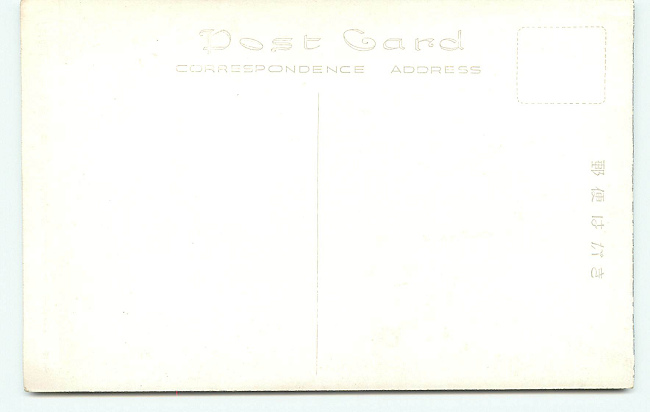 Post Card
CORRESPONDENCE ADDRESS
郵便はがき